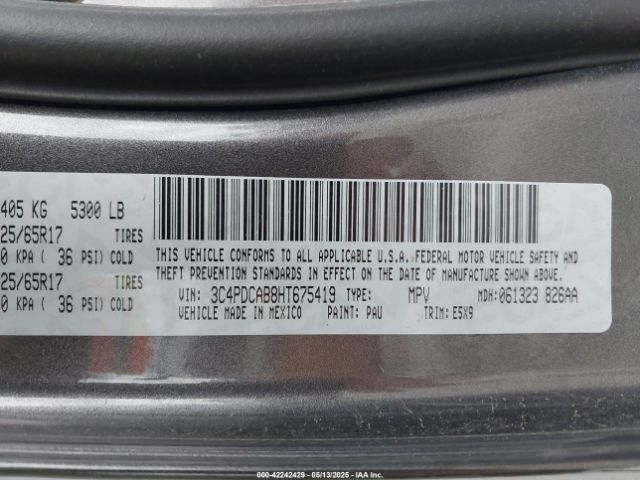 405 KG 5300 LB
25/65R17 TIRES
0 KPA ( 36 PSI) COLD
25/65R17 TIRES
0 KPA ( 36 PSI) COLD
THIS VEHICLE CONFORMS TO ALL APPLICABLE U.S.A. FEDERAL MOTOR VEHICLE SAFETY AND
THEFT PREVENTION STANDARDS IN EFFECT ON THE DATE OF MANUFACTURE SHOWN ABOVE.
VIN: 3C4PDCAB8HT675419 TYPE: MPV MDH:061323 826AA
VEHICLE MADE IN MEXICO PAINT: PAU TRIM: E5X9
000-42242429 - 05/13/2025 - IAA Inc.